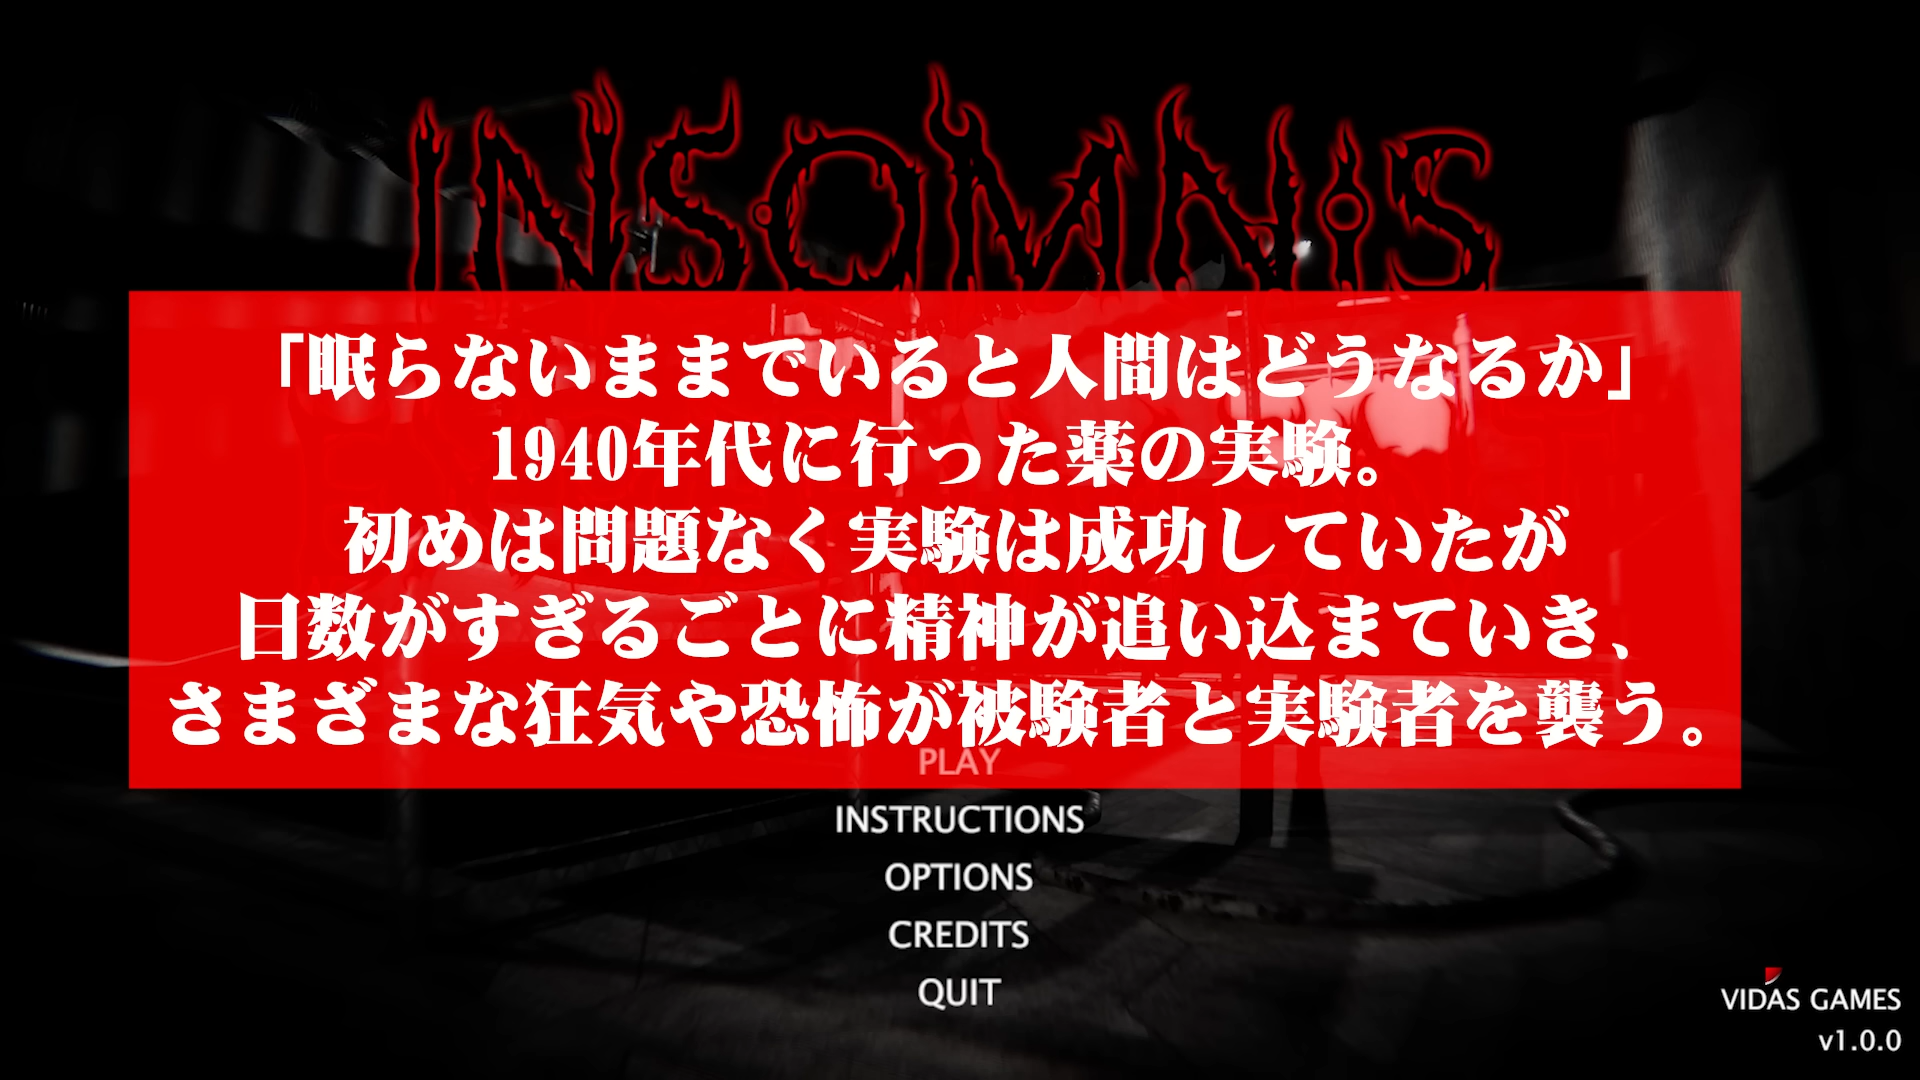 INSOMNIS
「眠らないままでいると人間はどうなるか」
1940年代に行った薬の実験。
初めは問題なく実験は成功していたが
日数がすぎるごとに精神が追い込まていき、
さまざまな狂気や恐怖が被験者と実験者を襲う。
PLAY
INSTRUCTIONS
OPTIONS
CREDITS
QUIT
VIDAS GAMES
v1.0.0